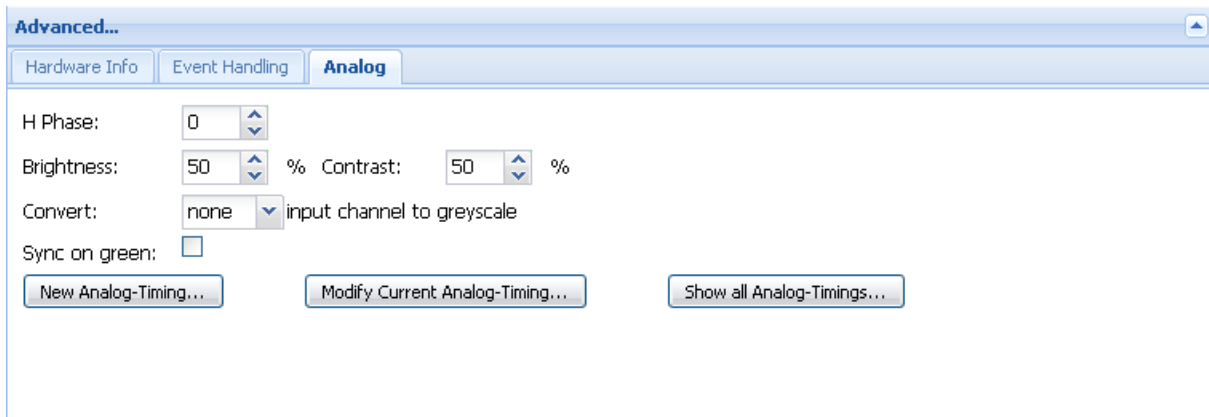 Advanced...
Hardware Info Event Handling Analog
H Phase: 0
Brightness: 50 % Contrast: 50 %
Convert: none input channel to greyscale
Sync on green:
New Analog-Timing... Modify Current Analog-Timing... Show all Analog-Timings...